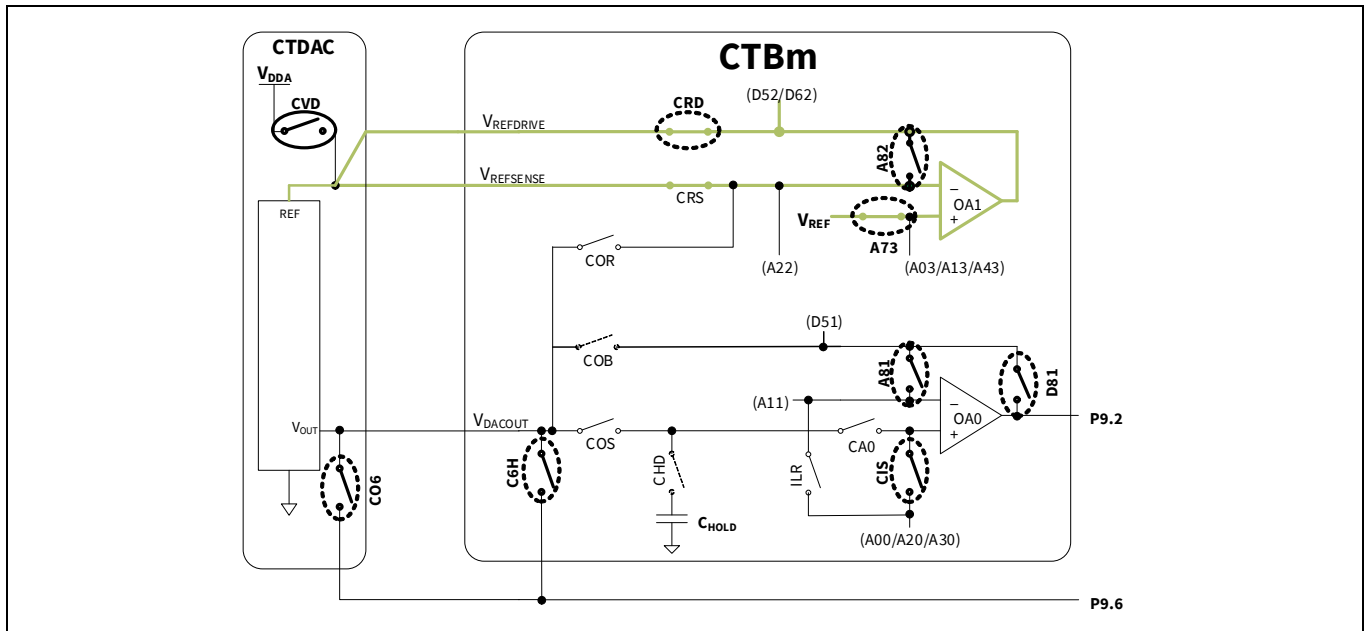 CTDAC
CTBm
VDDA
CVD
(D52/D62)
CRD
VREFDRIVE
A82
VREFSENSE
CRS
REF
−
OA1
+
VREF
A73
COR
(A22)
(A03/A13/A43)
(D51)
COB
A81
D81
(A11)
−
OA0
+
P9.2
VOUT
VDACOUT
COS
CA0
CO6
C6H
CHD
ILR
CIS
CHOLD
(A00/A20/A30)
P9.6